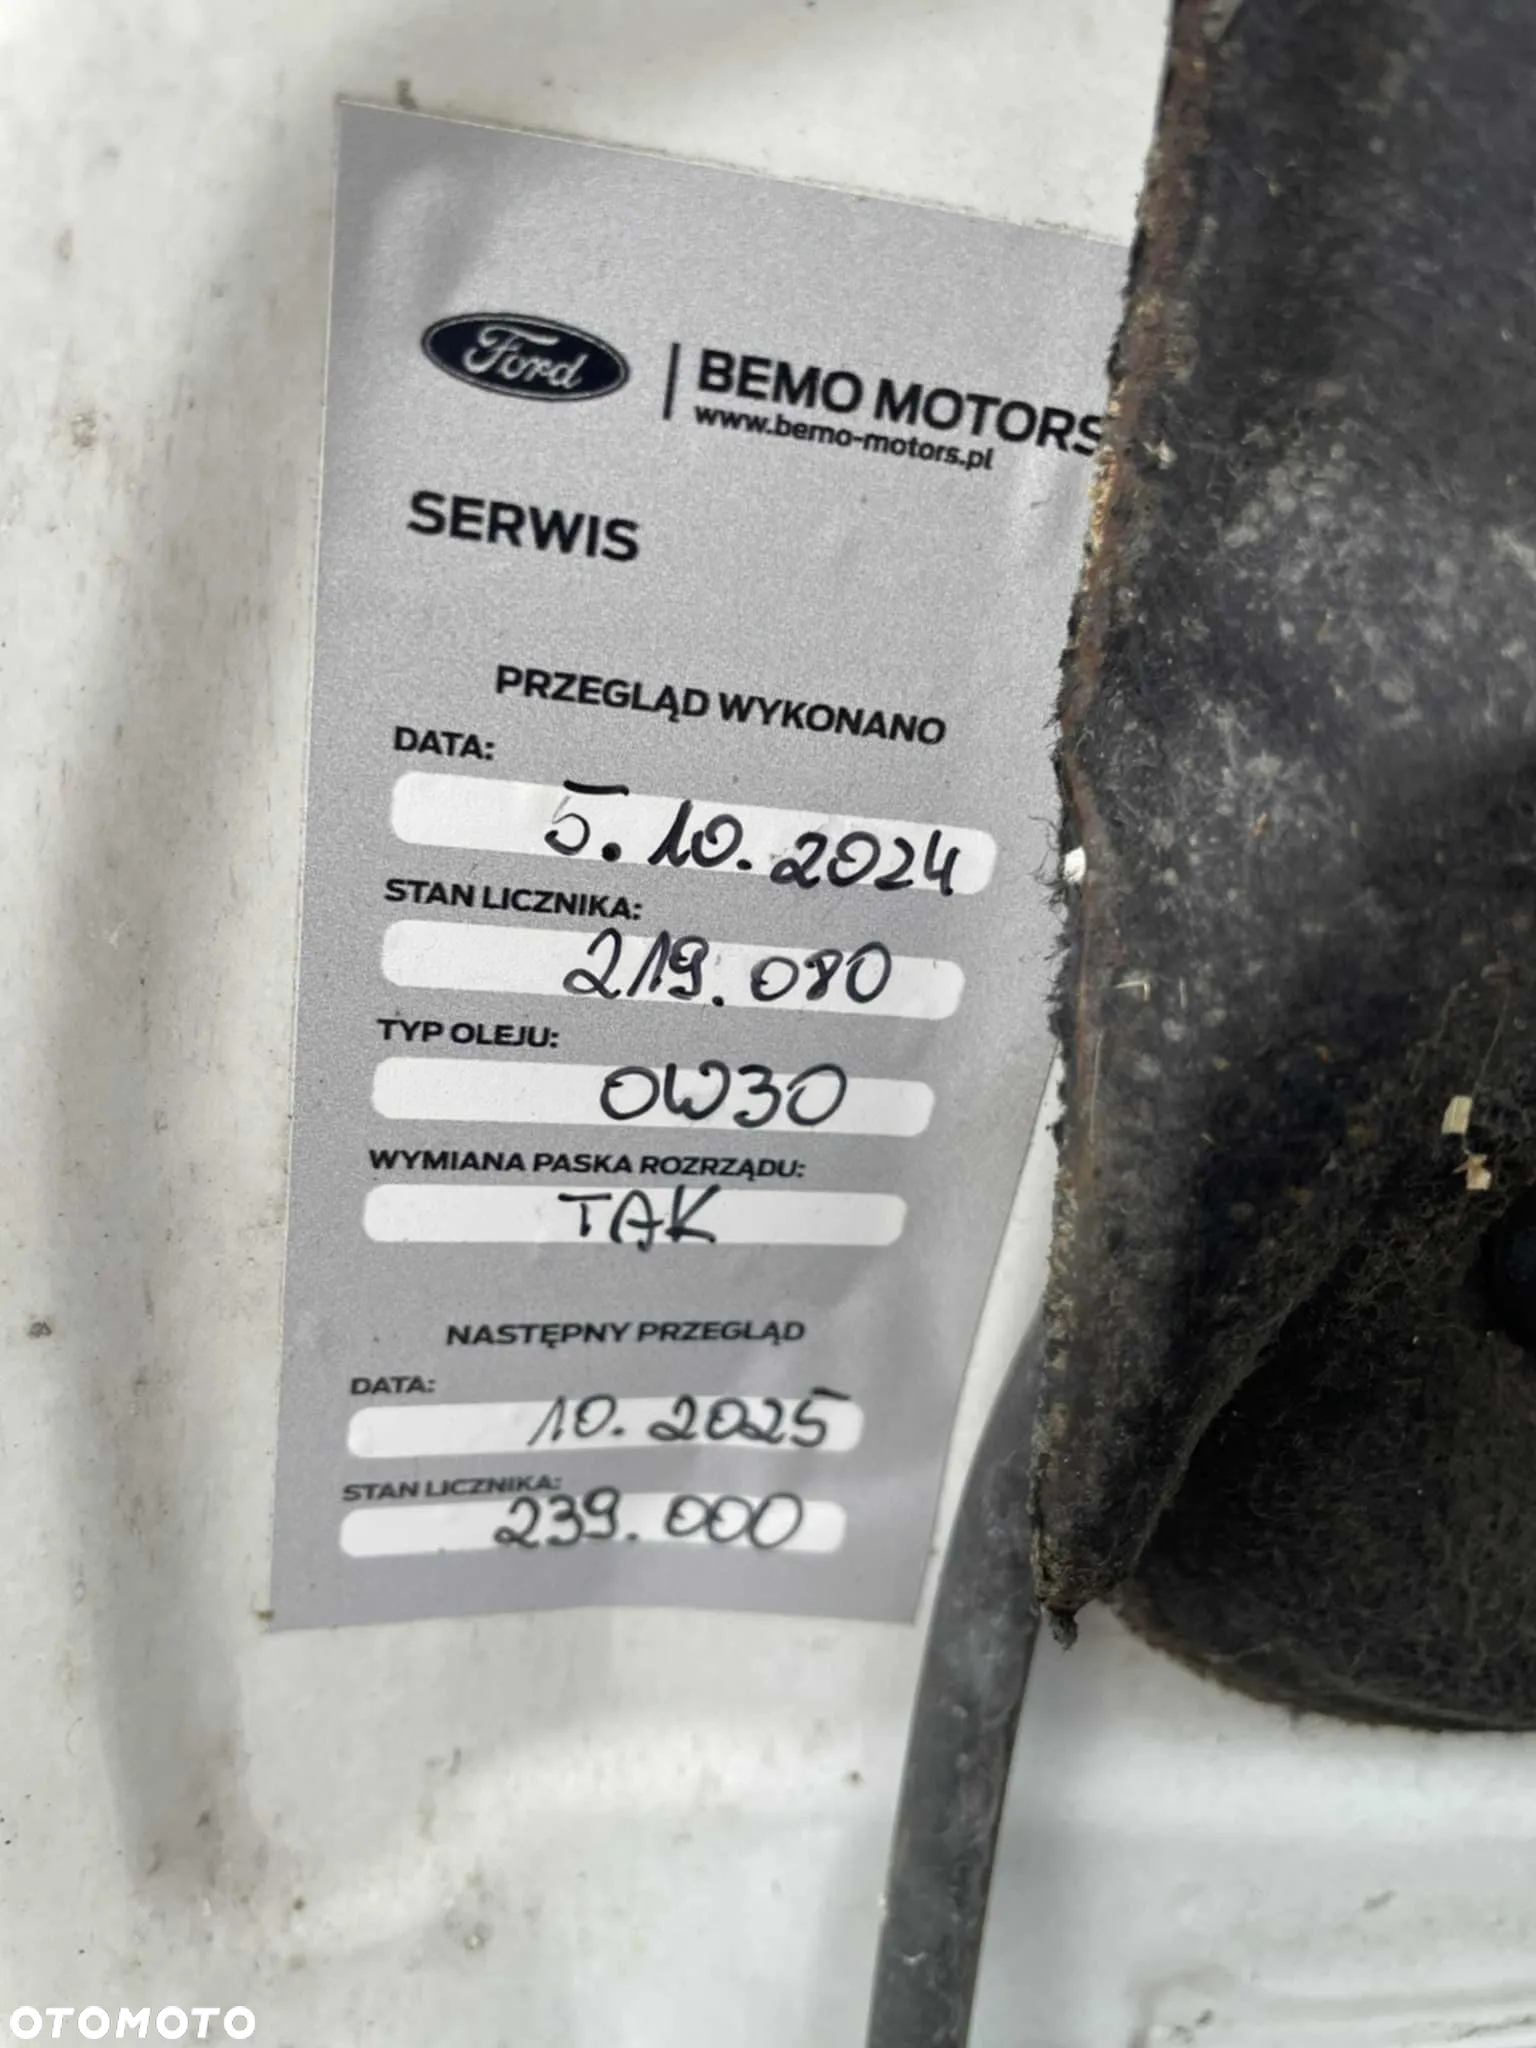 Ford | BEMO MOTORS
www.bemo-motors.pl
SERWIS
PRZEGLĄD WYKONANO
DATA:
5.10.2024
STAN LICZNIKA:
219.080
TYP OLEJU:
0W30
WYMIANA PASKA ROZRZĄDU:
TAK
NASTĘPNY PRZEGLĄD
DATA:
10.2025
STAN LICZNIKA:
239.000
OTOMOTO